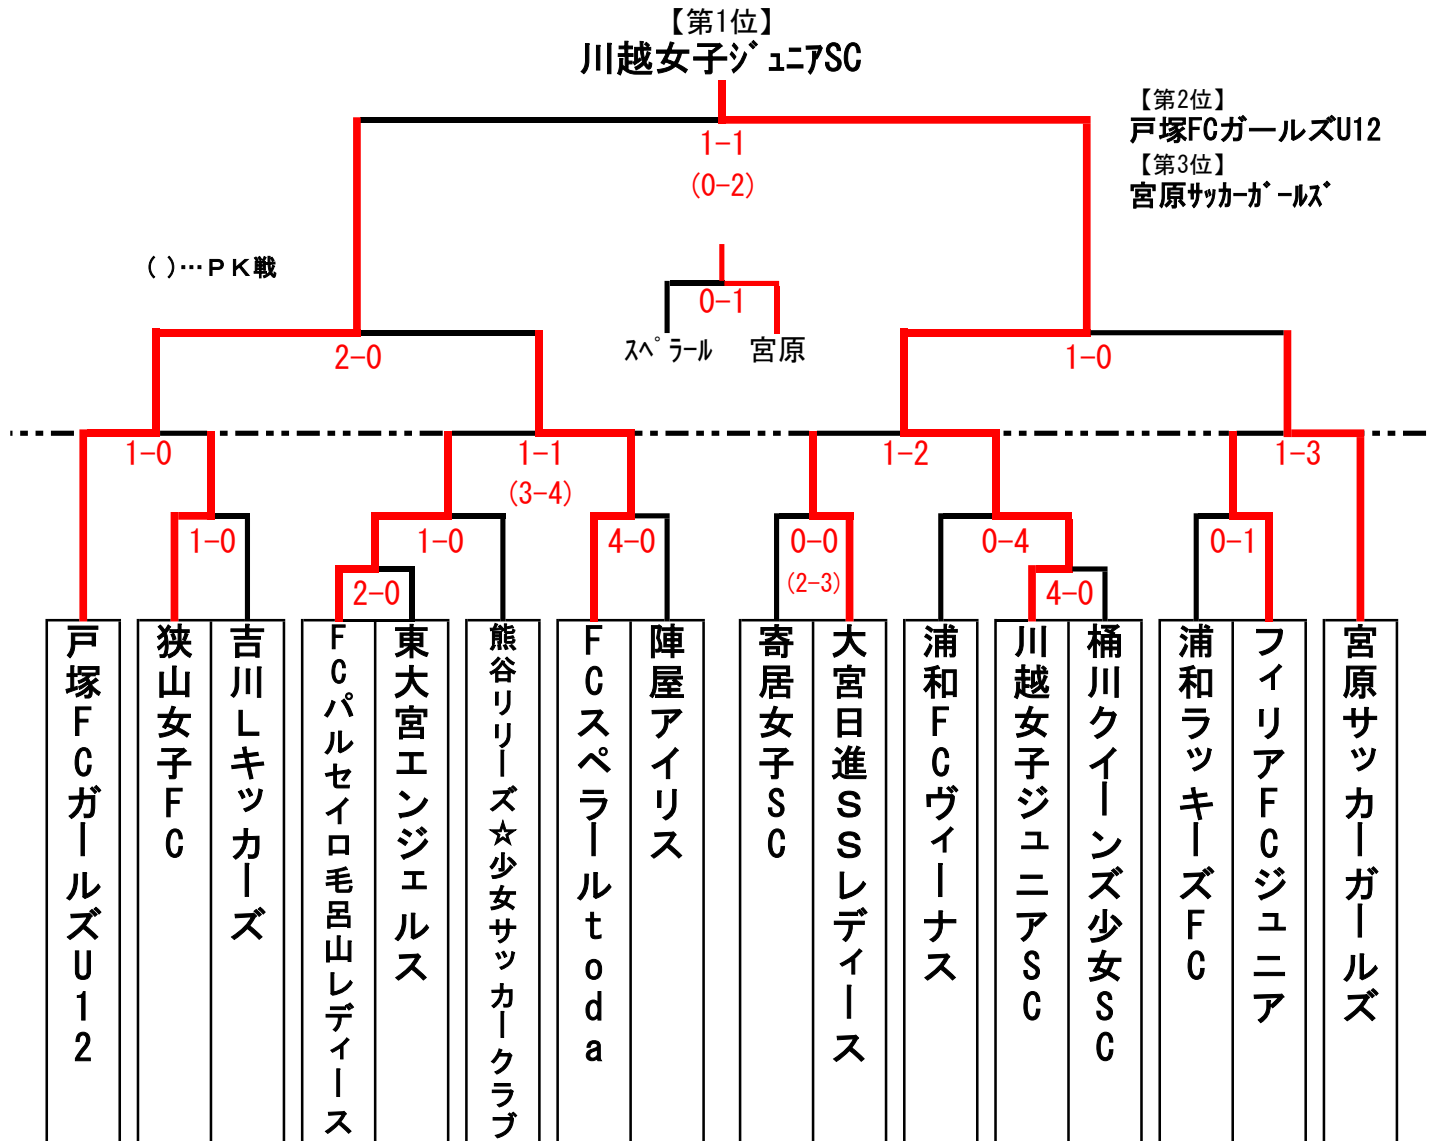 【第1位】
川越女子ジュニアSC
【第2位】
戸塚FCガールズU12
【第3位】
宮原サッカーガールズ
1-1
(0-2)
( )…ＰＫ戦
0-1
スペラール
宮原
2-0
1-0
1-0
1-1
(3-4)
1-2
1-3
1-0
1-0
4-0
0-0
(2-3)
0-4
0-1
2-0
4-0
戸塚FCガールズU12
狭山女子FC
吉川Lキッカーズ
FCパルセイロ毛呂山レディース
東大宮エンジェルス
熊谷リリーズ☆少女サッカークラブ
FCスペラールtoda
陣屋アイリス
寄居女子SC
大宮日進ＳＳレディース
浦和FCヴィーナス
川越女子ジュニアSC
桶川クイーンズ少女SC
浦和ラッキーズFC
フィリアFCジュニア
宮原サッカーガールズ